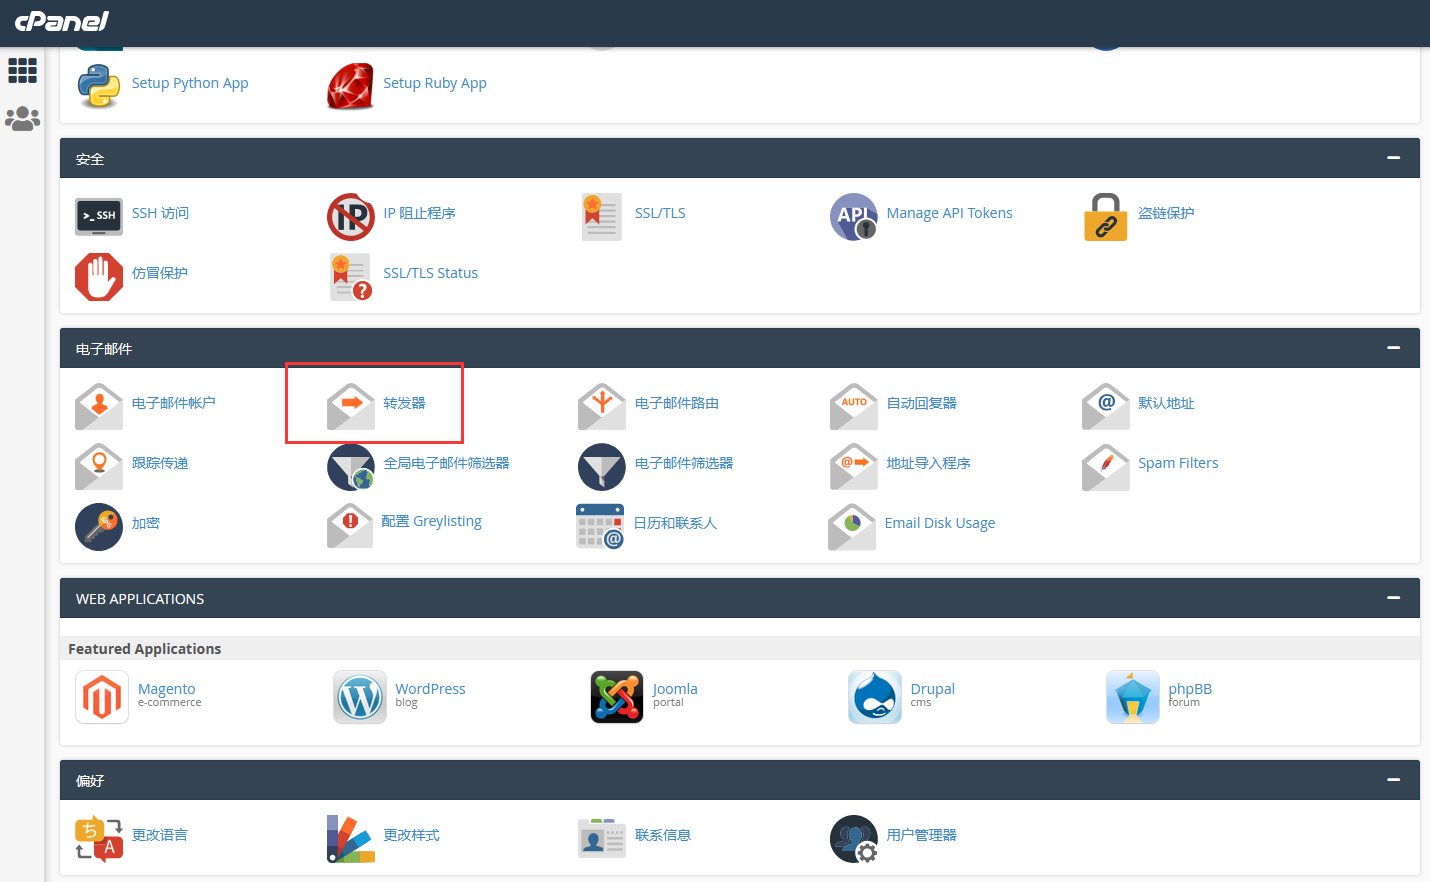 cPanel
Setup Python App
Setup Ruby App
安全
>_ SSH
SSH 访问
IP
IP 阻止程序
SSL/TLS
API
Manage API Tokens
盗链保护
仿冒保护
?
SSL/TLS Status
电子邮件
电子邮件帐户
转发器
电子邮件路由
AUTO
自动回复器
@
默认地址
跟踪传递
全局电子邮件筛选器
电子邮件筛选器
@
地址导入程序
Spam Filters
加密
!
配置 Greylisting
@
日历和联系人
Email Disk Usage
WEB APPLICATIONS
Featured Applications
Magento
e-commerce
WordPress
blog
Joomla
portal
Drupal
cms
phpBB
forum
偏好
ち
A
更改语言
更改样式
联系信息
用户管理器